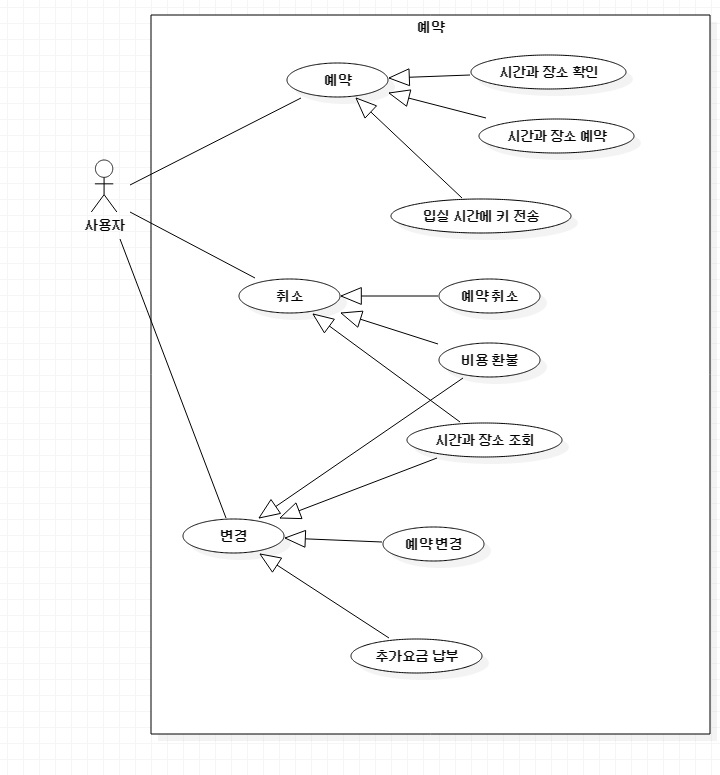 예약
예약
시간과 장소 확인
시간과 장소 예약
입실 시간에 키 전송
사용자
취소
예약 취소
비용 환불
시간과 장소 조회
변경
예약 변경
추가요금 납부